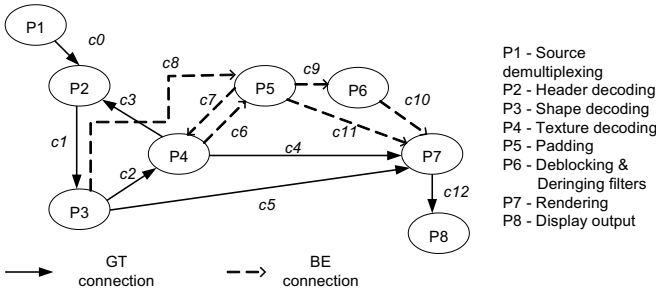 P1
c0
c8
P2
c3
P5
c9
P6
c7
c10
c1
c6
c11
P4
c4
P7
c2
P3
c5
c12
P8
GT
connection
BE
connection
P1 - Source
demultiplexing
P2 - Header decoding
P3 - Shape decoding
P4 - Texture decoding
P5 - Padding
P6 - Deblocking &
Deringing filters
P7 - Rendering
P8 - Display output